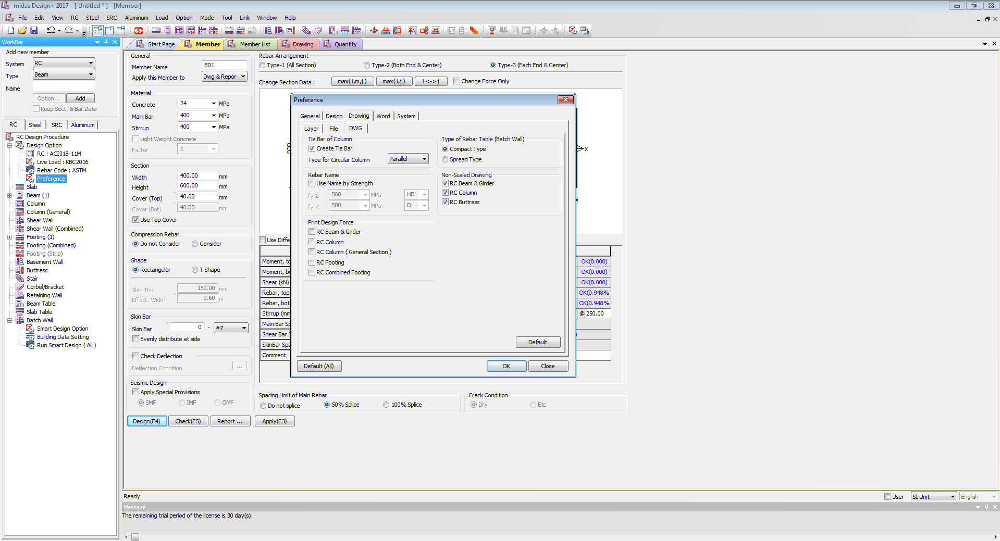 midas Design+ 2017 - [ Untitled * ] - [Member]
File Edit View RC Steel SRC Aluminum Load Option Mode Tool Link Window Help
WorkBar
Add new member
System RC
Type Beam
Name
Option... Add
Keep Sect. & Bar Data
RC Steel SRC Aluminum
RC Design Procedure
Design Option
RC : ACI318-11M
Live Load : KBC2016
Rebar Code : ASTM
Preference
Slab
Beam (1)
Column
Column (General)
Shear Wall
Shear Wall (Combined)
Footing (1)
Footing (Combined)
Footing (Strip)
Basement Wall
Buttress
Stair
Corbel/Bracket
Retaining Wall
Beam Table
Slab Table
Batch Wall
Smart Design Option
Building Data Setting
Run Smart Design ( All )
Start Page Member Member List Drawing Quantity
General
Member Name B01
Apply this Member to Dwg & Repor
Material
Concrete 24 MPa
Main Bar 400 MPa
Stirrup 400 MPa
Light Weight Concrete
Factor 1
Section
Width 400.00 mm
Height 600.00 mm
Cover (Top) 40.00 mm
Cover (Bot) 40.00 mm
Use Top Cover
Compression Rebar
Do not Consider Consider
Shape
Rectangular T Shape
Slab Thk. 150.00 mm
Effect. Width 0.60 m
Skin Bar
Skin Bar 0 - #7
Evenly distribute at side
Check Deflection
Deflection Condition ...
Seismic Design
Apply Special Provisions
SMF IMF OMF
Design(F4) Check(F5) Report ... Apply(F3)
Rebar Arrangement
Type-1 (All Section) Type-2 (Both End & Center) Type-3 (Each End & Center)
Change Section Data : max(i,m,j) max(i,j) i <-> j Change Force Only
x
Use Diffe
Moment, to OK(0.000)
Moment, bo OK(0.000)
Shear (kN) OK(0.000)
Rebar, top OK(0.948%
Rebar, bot OK(0.948%
Stirrup (mm @ 250.00
Main Bar Sp
Shear Bar S
SkinBar Spa
Comment
Spacing Limit of Main Rebar
Do not splice 50% Splice 100% Splice
Crack Condition
Dry Etc
Preference
General Design Drawing Word System
Layer File DWG
Tie Bar of Column
Create Tie Bar
Type for Circular Column Parallel
Type of Rebar Table (Batch Wall)
Compact Type
Spread Type
Rebar Name
Use Name by Strength
fy ≥ 500 MPa HD
fy < 500 MPa D
Non-Scaled Drawing
RC Beam & Girder
RC Column
RC Buttress
Print Design Force
RC Beam & Girder
RC Column
RC Column ( General Section )
RC Footing
RC Combined Footing
Default
Default (All) OK Close
Ready User SI Unit English
Message
The remaining trial period of the license is 30 day(s).